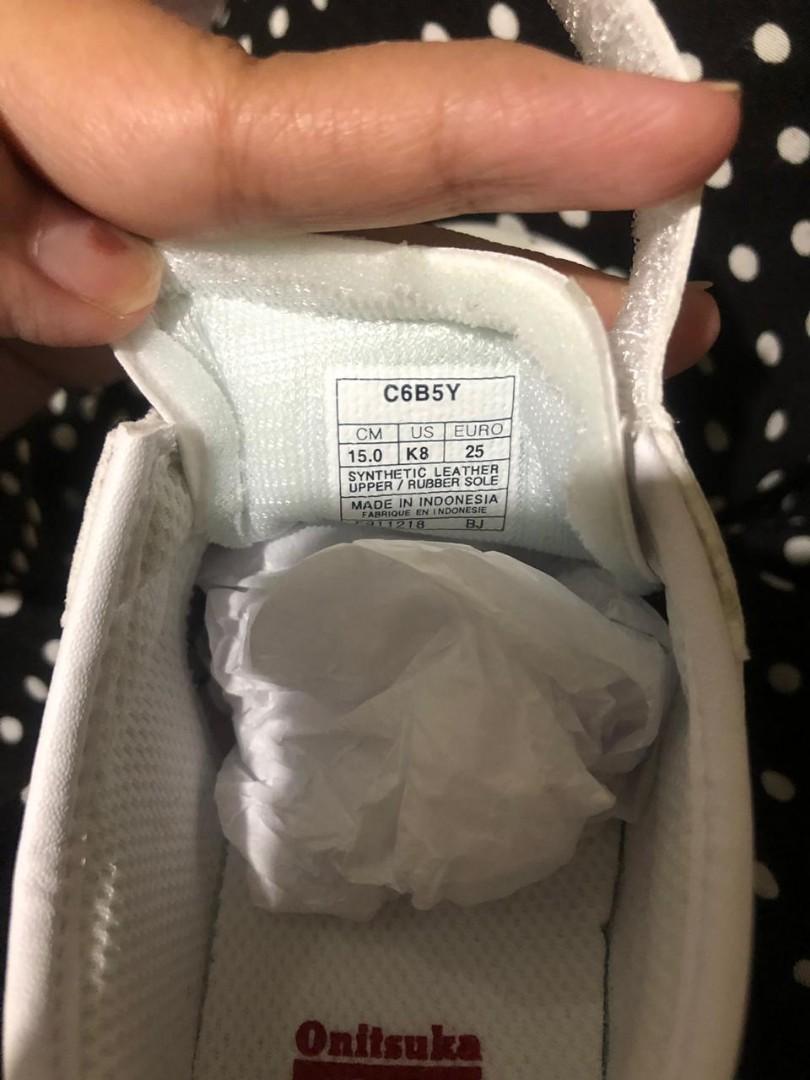 C6B5Y
CM US EURO
15.0 K8 25
SYNTHETIC LEATHER
UPPER / RUBBER SOLE
MADE IN INDONESIA
FABRIQUE EN INDONESIE
BJ
Onitsuka